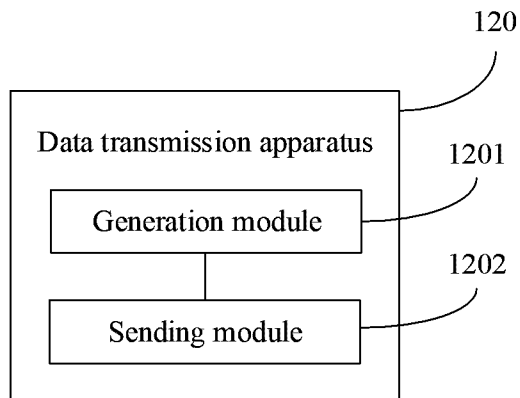 120
Data transmission apparatus
1201
Generation module
1202
Sending module